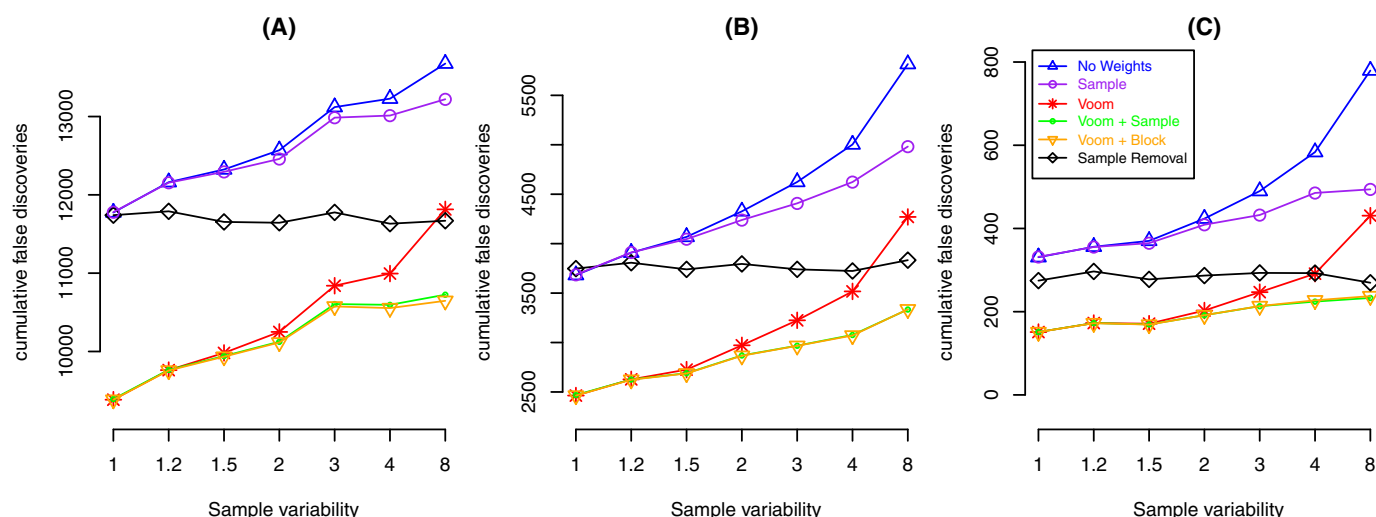 (A)
cumulative false discoveries
13000
12000
11000
10000
1 1.2 1.5 2 3 4 8
Sample variability
(B)
cumulative false discoveries
5500
4500
3500
2500
1 1.2 1.5 2 3 4 8
Sample variability
(C)
cumulative false discoveries
800
600
400
200
0
No Weights
Sample
Voom
Voom + Sample
Voom + Block
Sample Removal
1 1.2 1.5 2 3 4 8
Sample variability